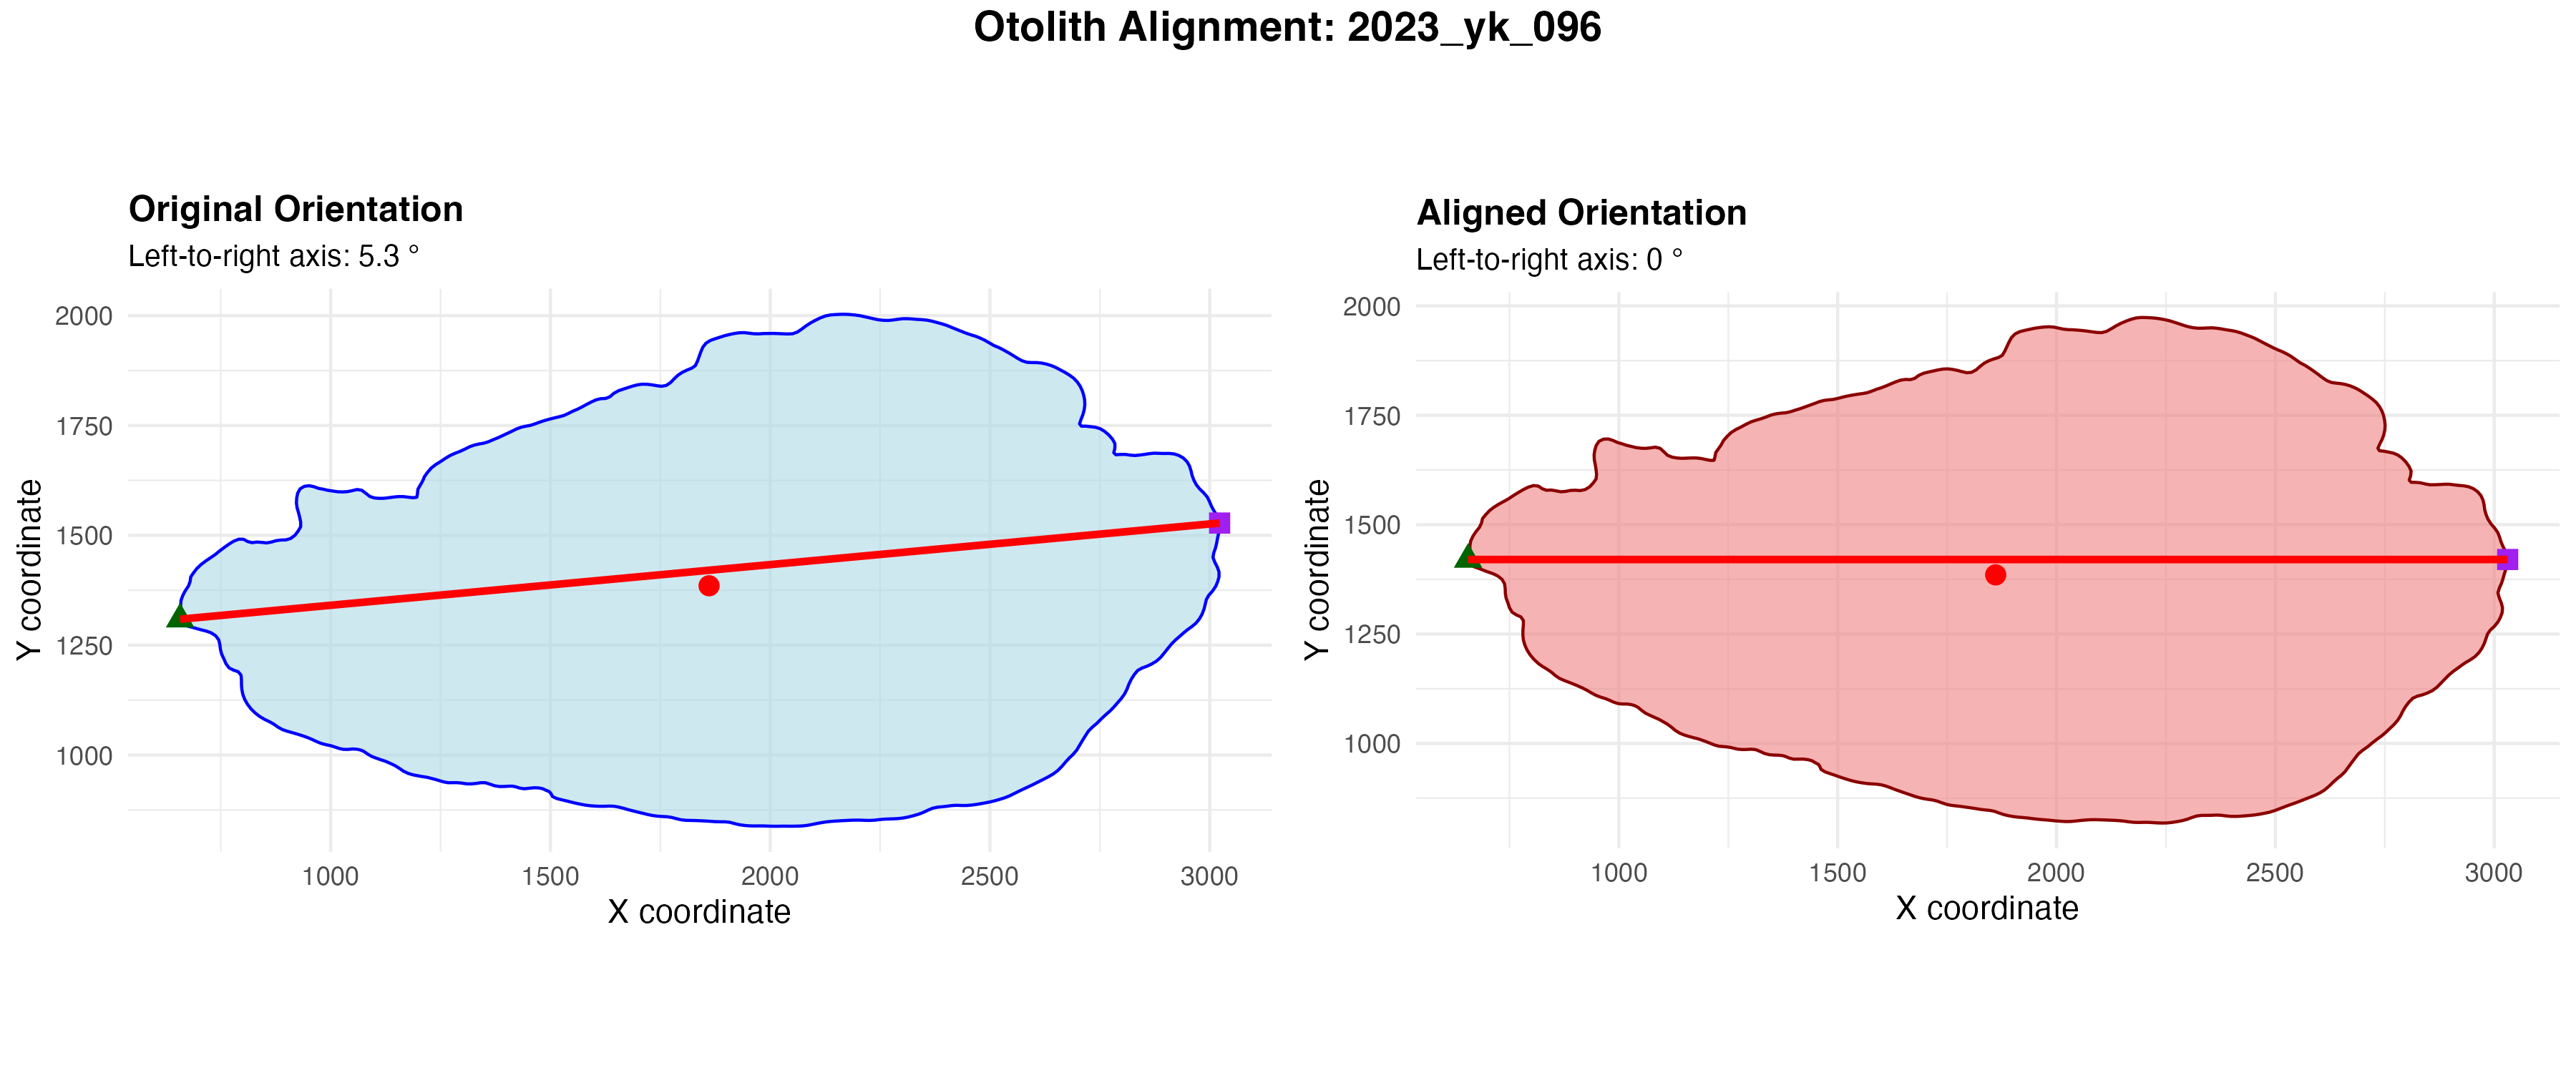 Otolith Alignment: 2023_yk_096
Original Orientation
Left-to-right axis: 5.3 °
2000
1750
1500
1250
1000
Y coordinate
1000 1500 2000 2500 3000
X coordinate
Aligned Orientation
Left-to-right axis: 0 °
2000
1750
1500
1250
1000
Y coordinate
1000 1500 2000 2500 3000
X coordinate